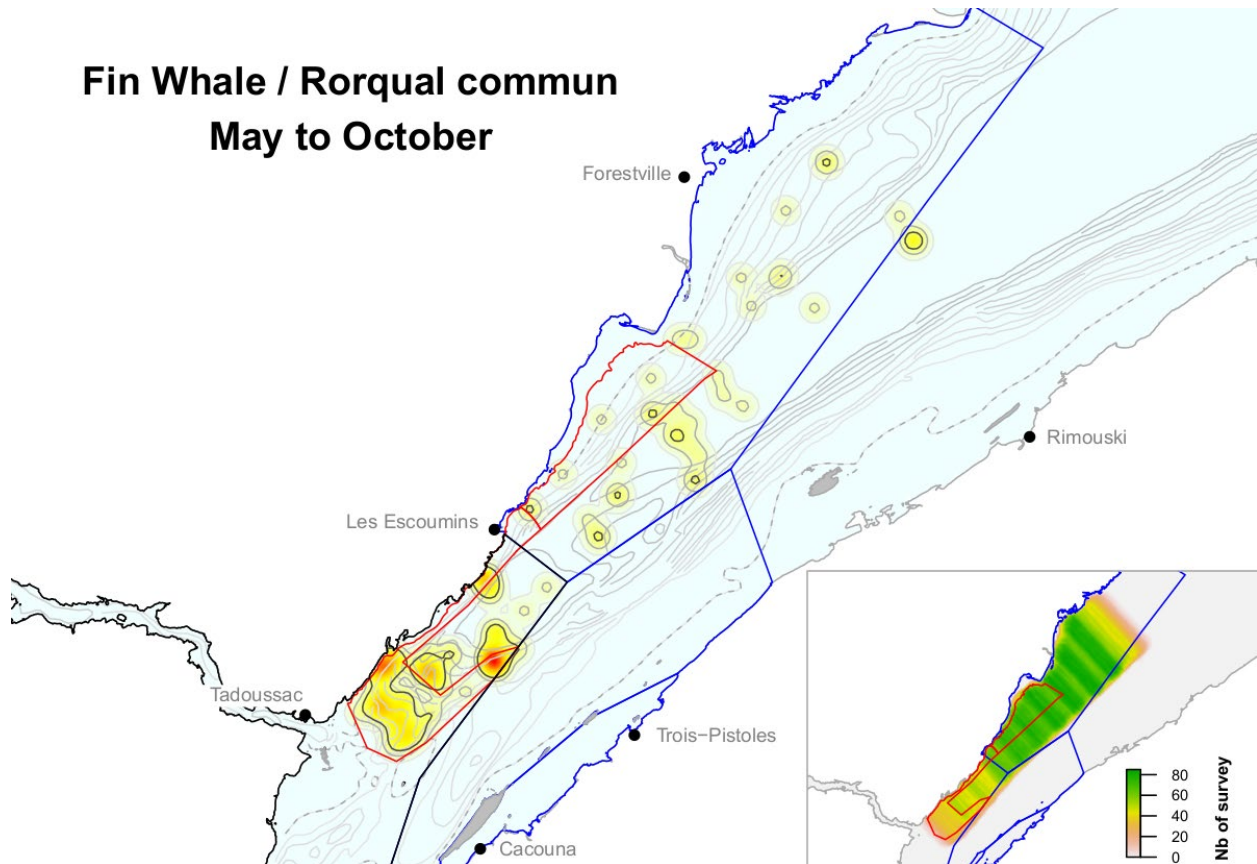 Fin Whale / Rorqual commun
May to October
Forestville
Rimouski
Les Escoumins
Tadoussac
Trois−Pistoles
Cacouna
80
60
40
20
0
Nb of survey